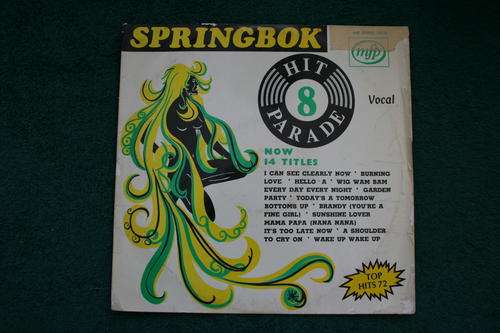 SPRINGBOK
mfp
HIT
8
PARADE
Vocal
NOW
14 TITLES
I CAN SEE CLEARLY NOW ' BURNING
LOVE ' HELLO-A ' WIG WAM BAM
EVERY DAY EVERY NIGHT ' GARDEN
PARTY ' TODAY'S A TOMORROW
BOTTOMS UP ' BRANDY (YOU'RE A
FINE GIRL) ' SUNSHINE LOVER
MAMA PAPA (NANA NANA)
IT'S TOO LATE NOW ' A SHOULDER
TO CRY ON ' WAKE UP WAKE UP
TOP
HITS 72